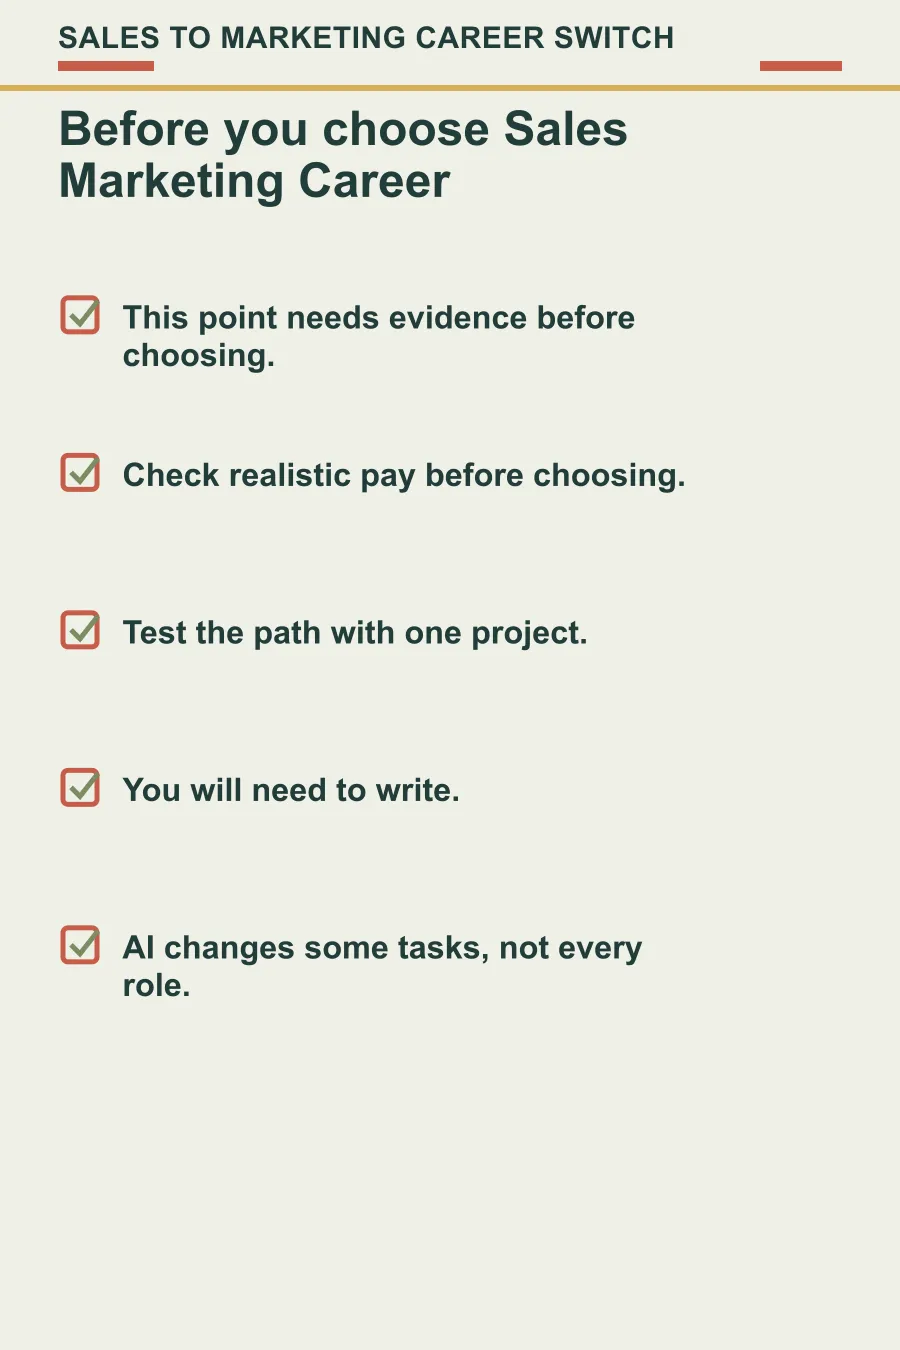 SALES TO MARKETING CAREER SWITCH
Before you choose Sales
Marketing Career
This point needs evidence before
choosing.
Check realistic pay before choosing.
Test the path with one project.
You will need to write.
AI changes some tasks, not every
role.